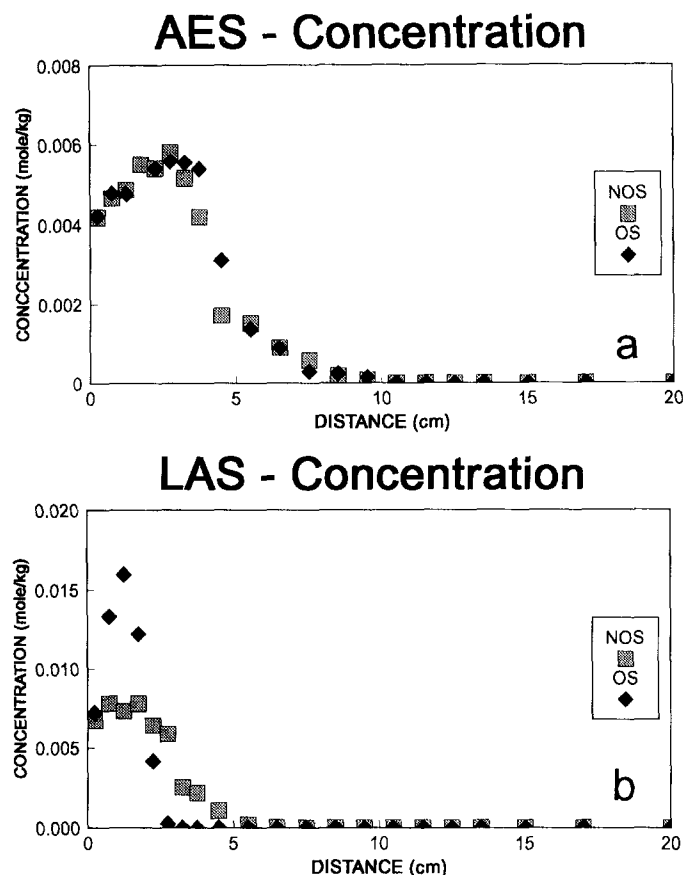 AES - Concentration
0.008
0.006
0.004
0.002
0
CONCCENTRATION (mole/kg)
NOS
OS
a
0 5 10 15 20
DISTANCE (cm)
LAS - Concentration
0.020
0.015
0.010
0.005
0.000
CONCENTRATION (mole/kg)
NOS
OS
b
0 5 10 15 20
DISTANCE (cm)